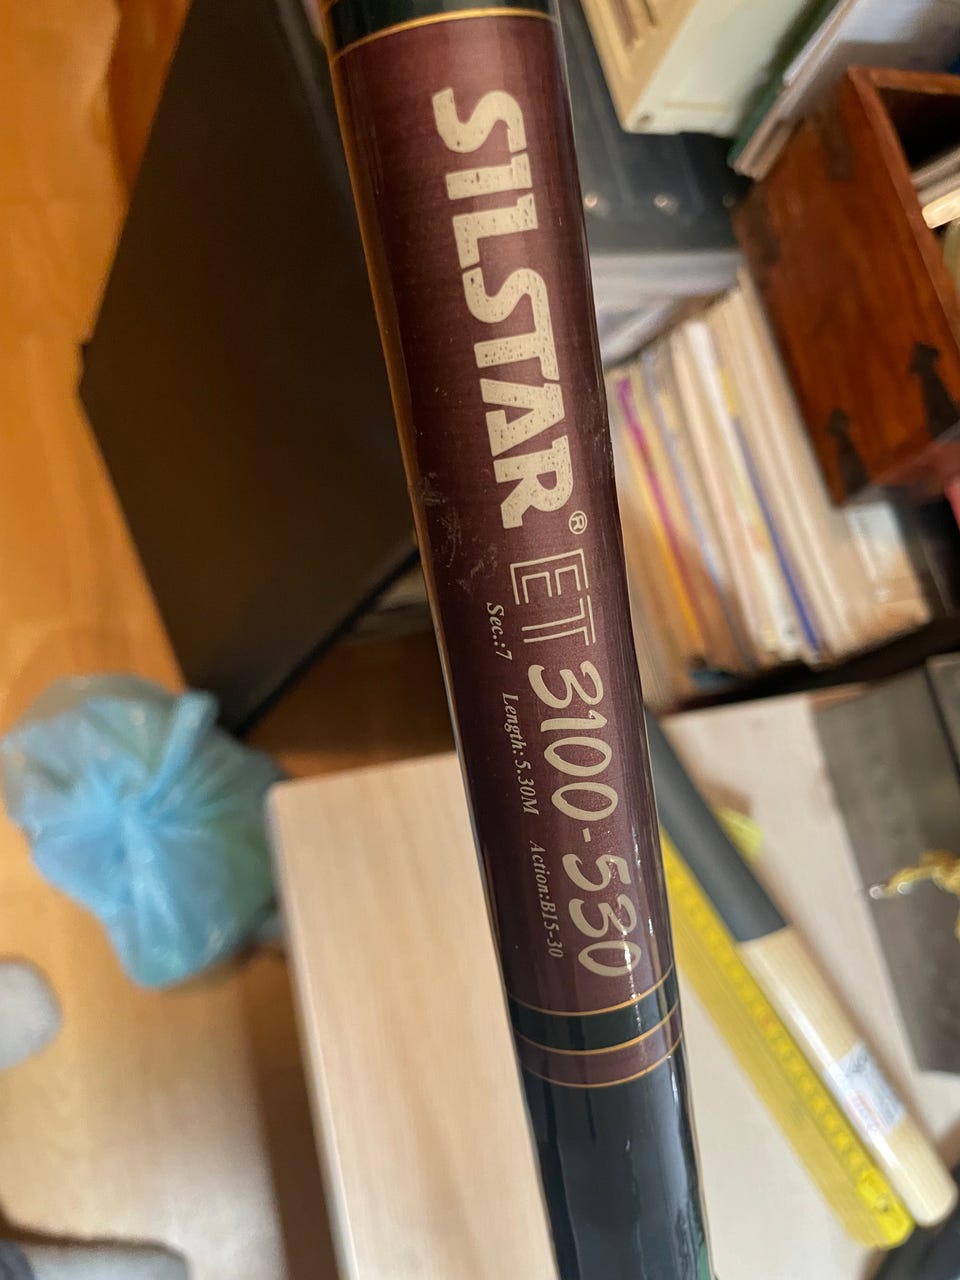 SILSTAR® ET 3100-530
Sec.:7 Length:5.30M Action:B15-30